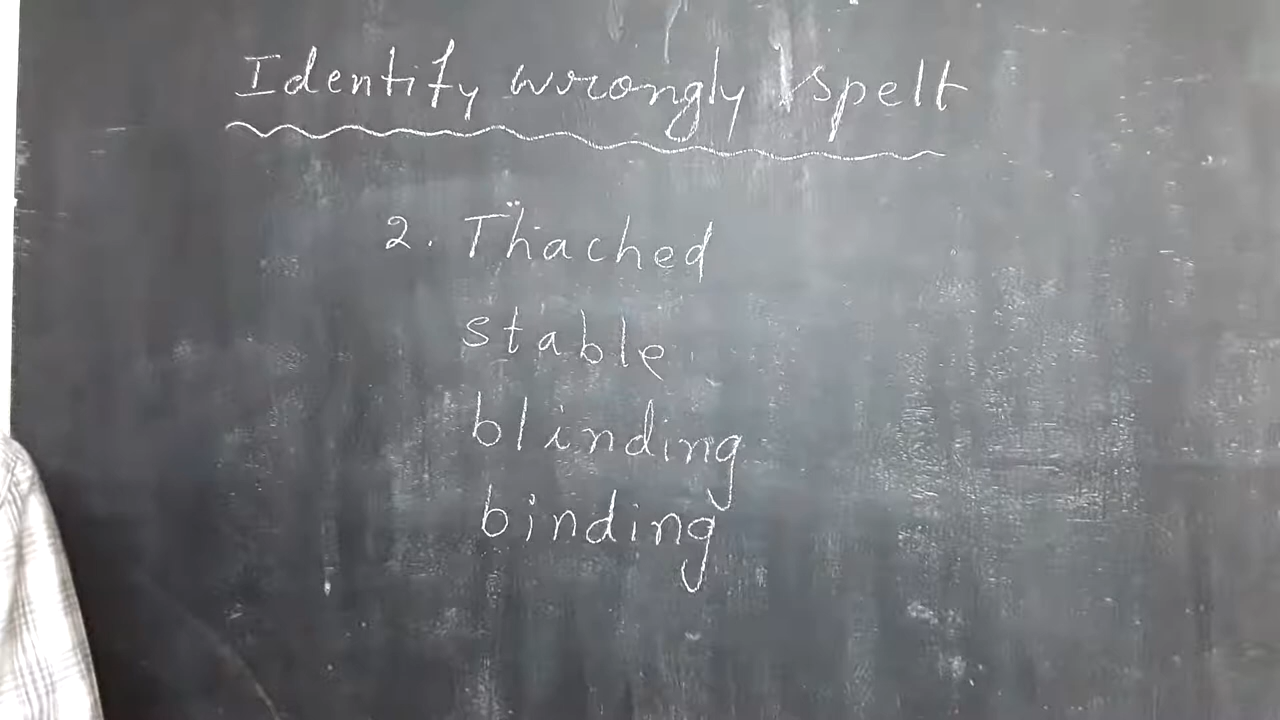 Identify wrongly spelt
2. Thached
stable
blinding
binding